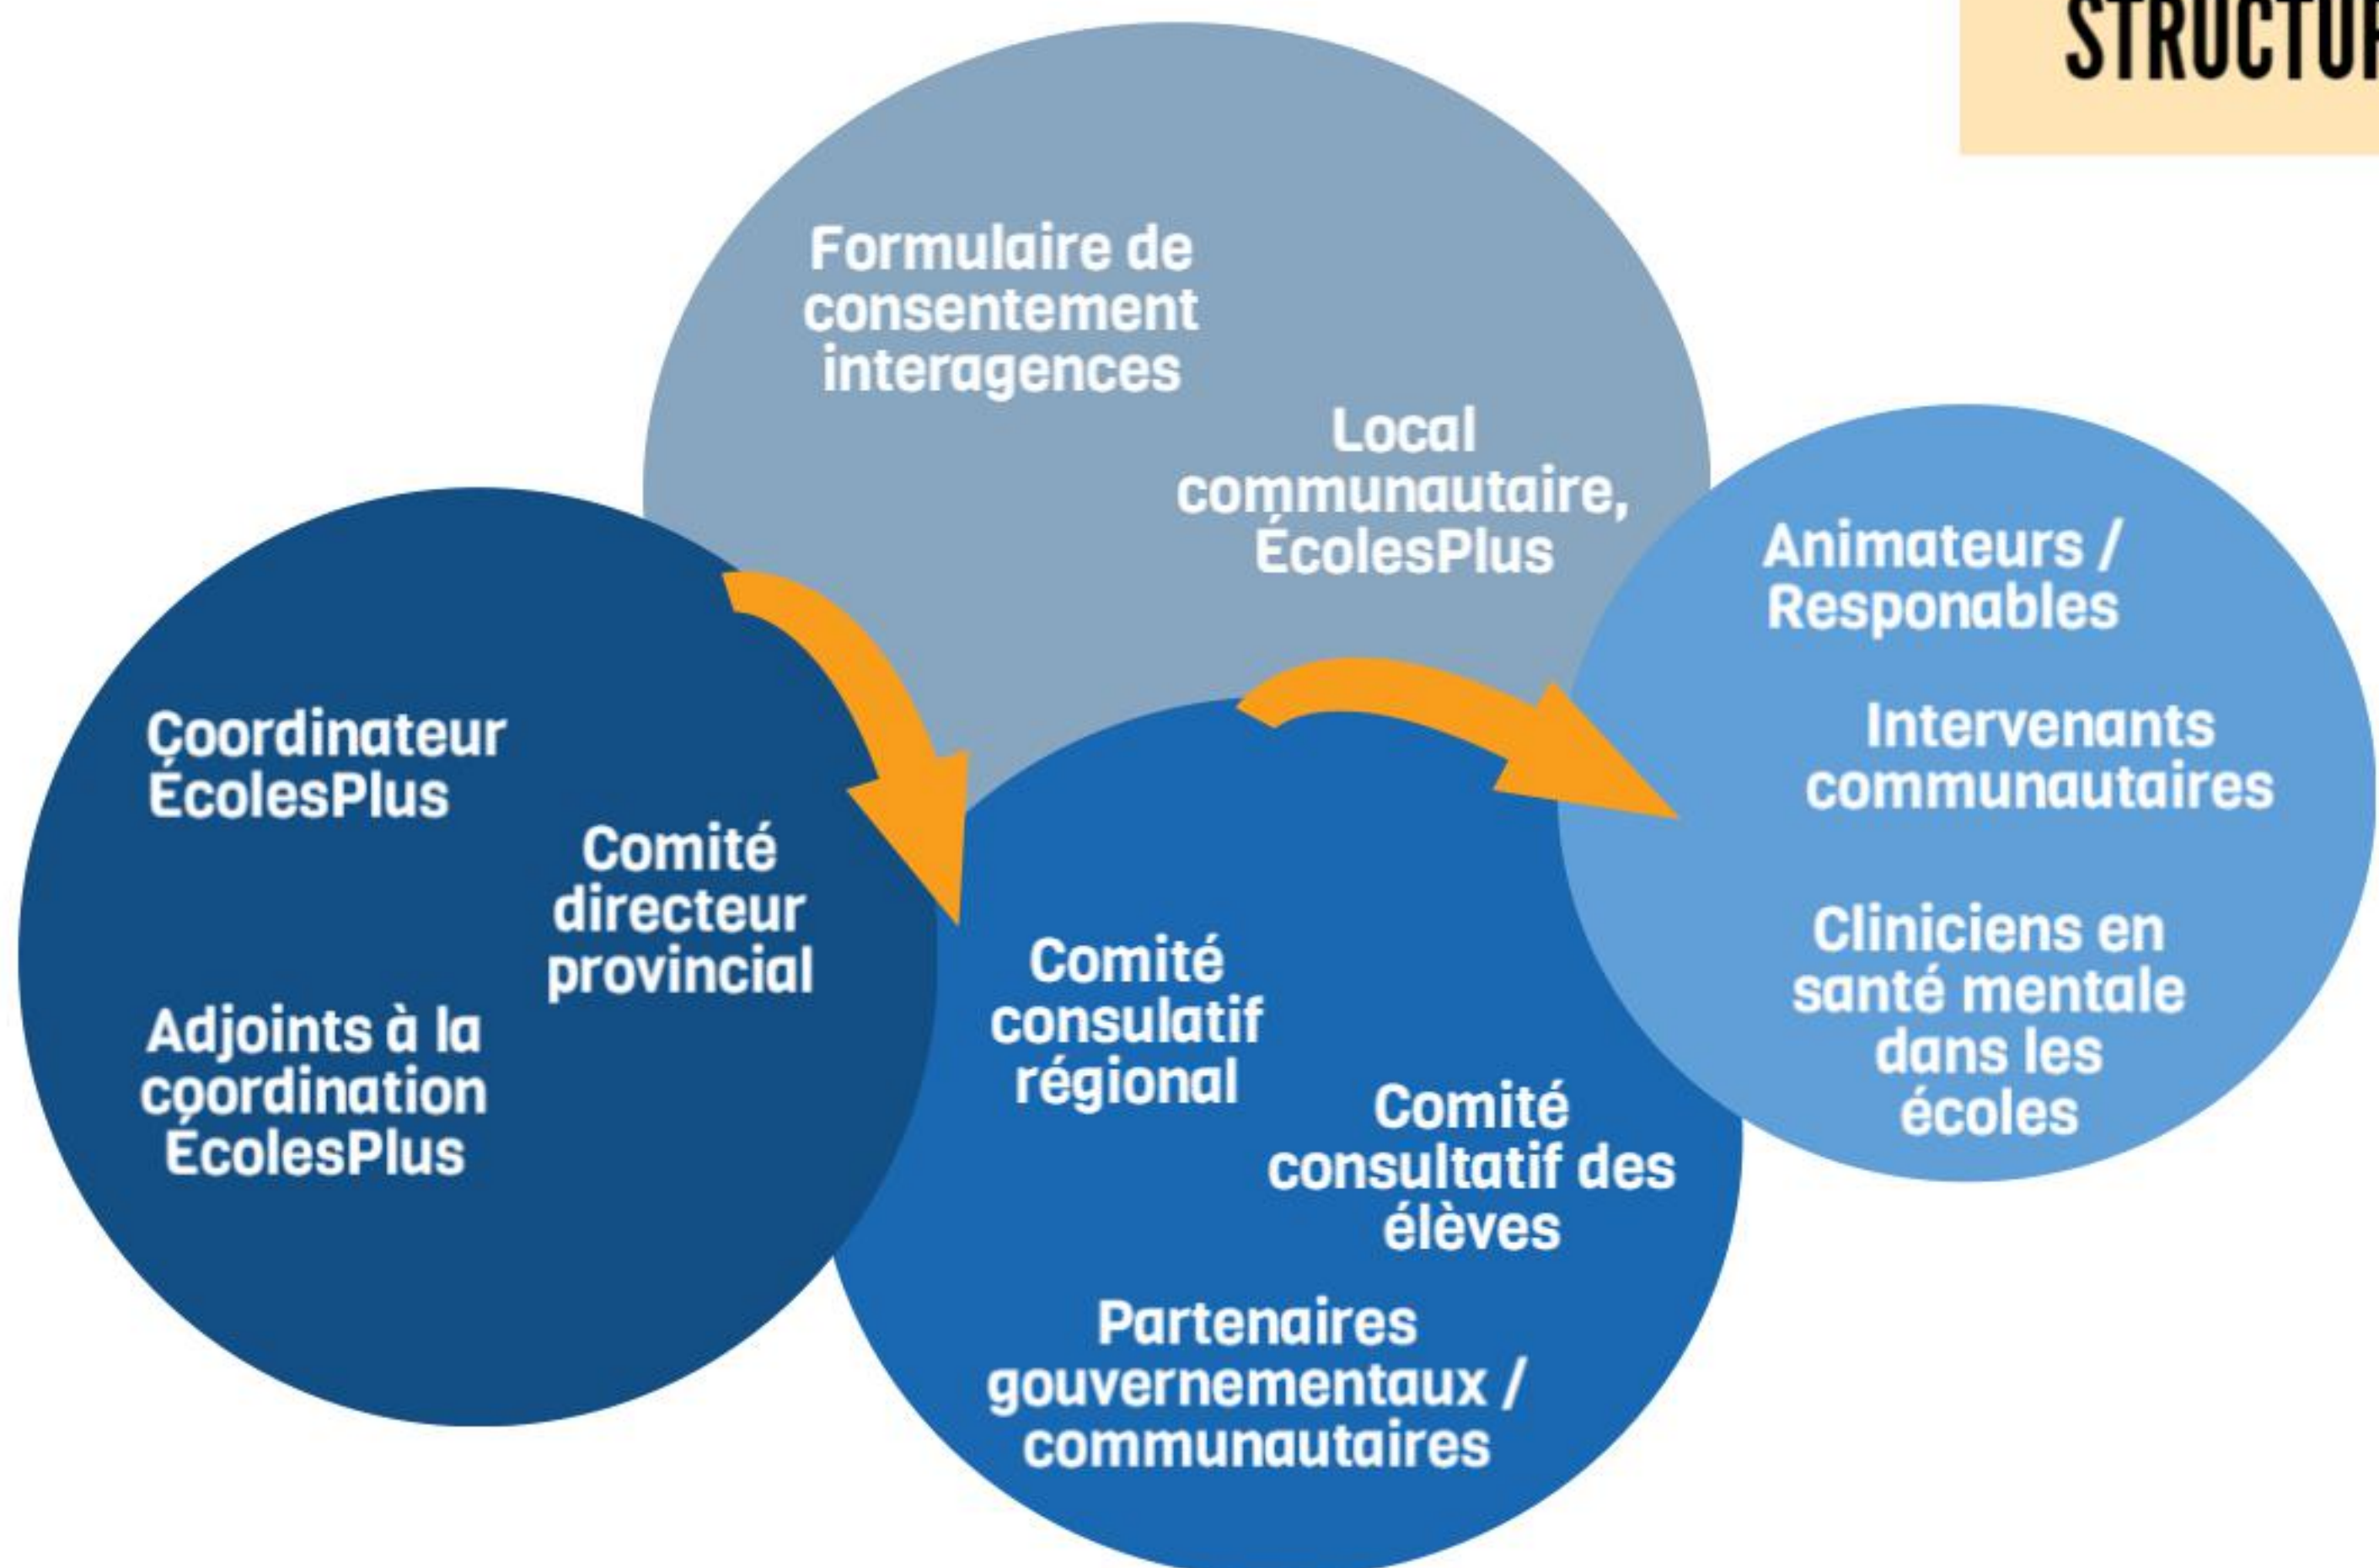 Formulaire de
consentement
interagences
Local
communautaire,
ÉcolesPlus
Coordinateur
ÉcolesPlus
Comité
directeur
provincial
Adjoints à la
coordination
ÉcolesPlus
Comité
consulatif
régional
Comité
consultatif des
élèves
Partenaires
gouvernementaux /
communautaires
Animateurs /
Responables
Intervenants
communautaires
Cliniciens en
santé mentale
dans les
écoles